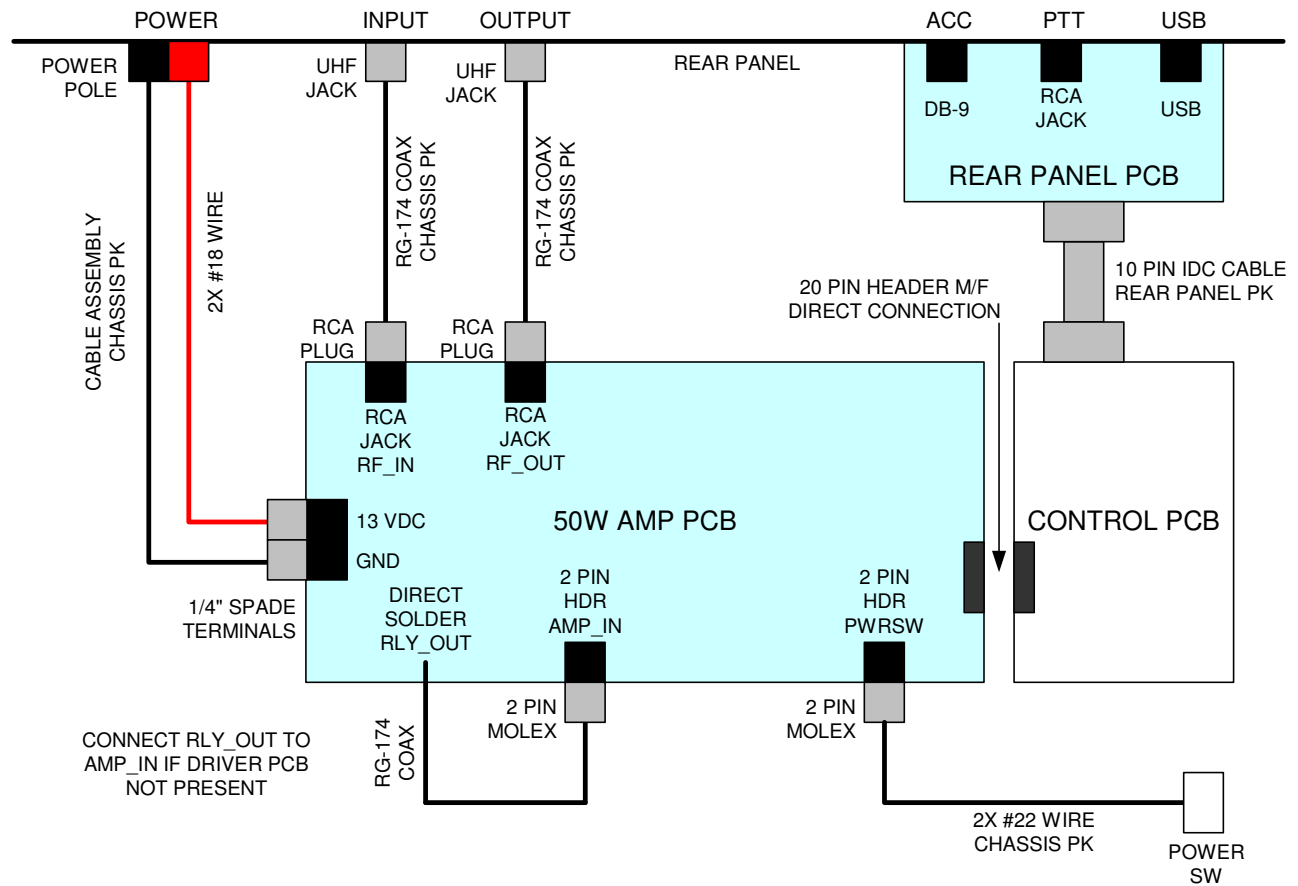 POWER
INPUT
OUTPUT
ACC
PTT
USB
POWER
POLE
UHF
JACK
UHF
JACK
REAR PANEL
DB-9
RCA
JACK
USB
REAR PANEL PCB
CABLE ASSEMBLY
CHASSIS PK
2X #18 WIRE
RG-174 COAX
CHASSIS PK
RG-174 COAX
CHASSIS PK
20 PIN HEADER M/F
DIRECT CONNECTION
10 PIN IDC CABLE
REAR PANEL PK
RCA
PLUG
RCA
PLUG
RCA
JACK
RF_IN
RCA
JACK
RF_OUT
13 VDC
GND
50W AMP PCB
CONTROL PCB
1/4" SPADE
TERMINALS
DIRECT
SOLDER
RLY_OUT
2 PIN
HDR
AMP_IN
2 PIN
HDR
PWRSW
2 PIN
MOLEX
2 PIN
MOLEX
RG-174
COAX
CONNECT RLY_OUT TO
AMP_IN IF DRIVER PCB
NOT PRESENT
2X #22 WIRE
CHASSIS PK
POWER
SW